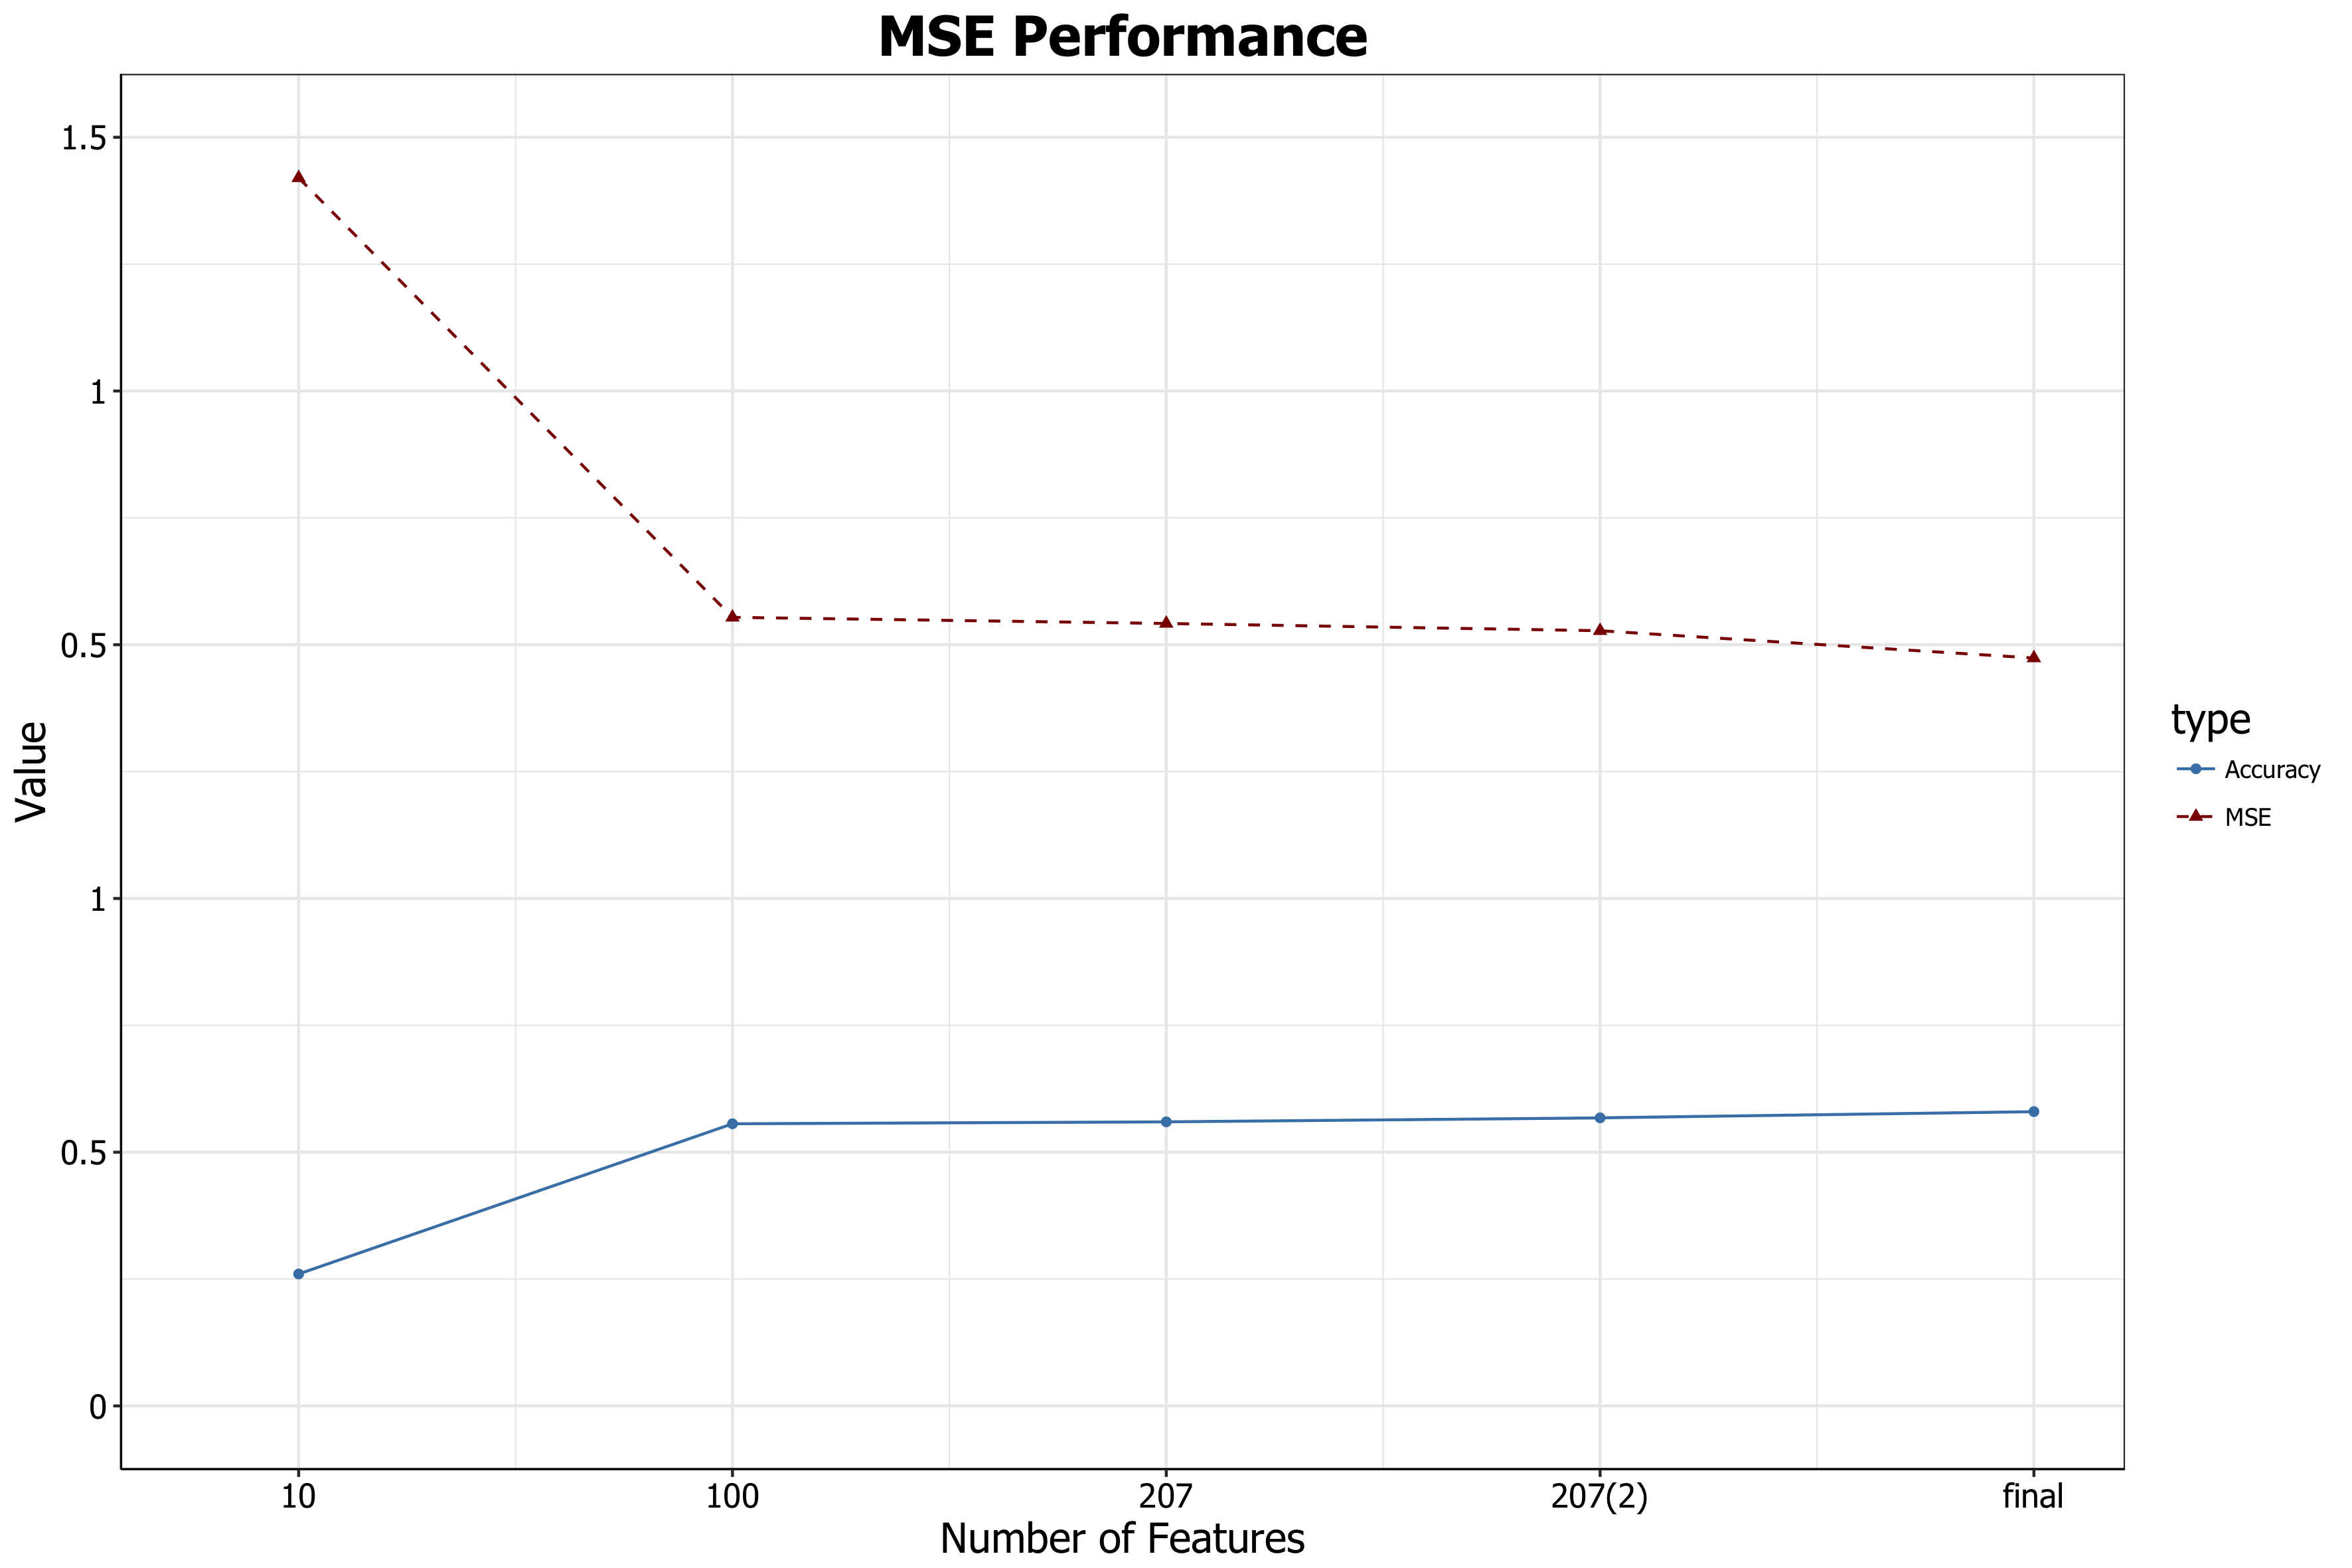 MSE Performance
1.5
1
0.5
1
0.5
0
Value
10 100 207 207(2) final
Number of Features
type
Accuracy
MSE